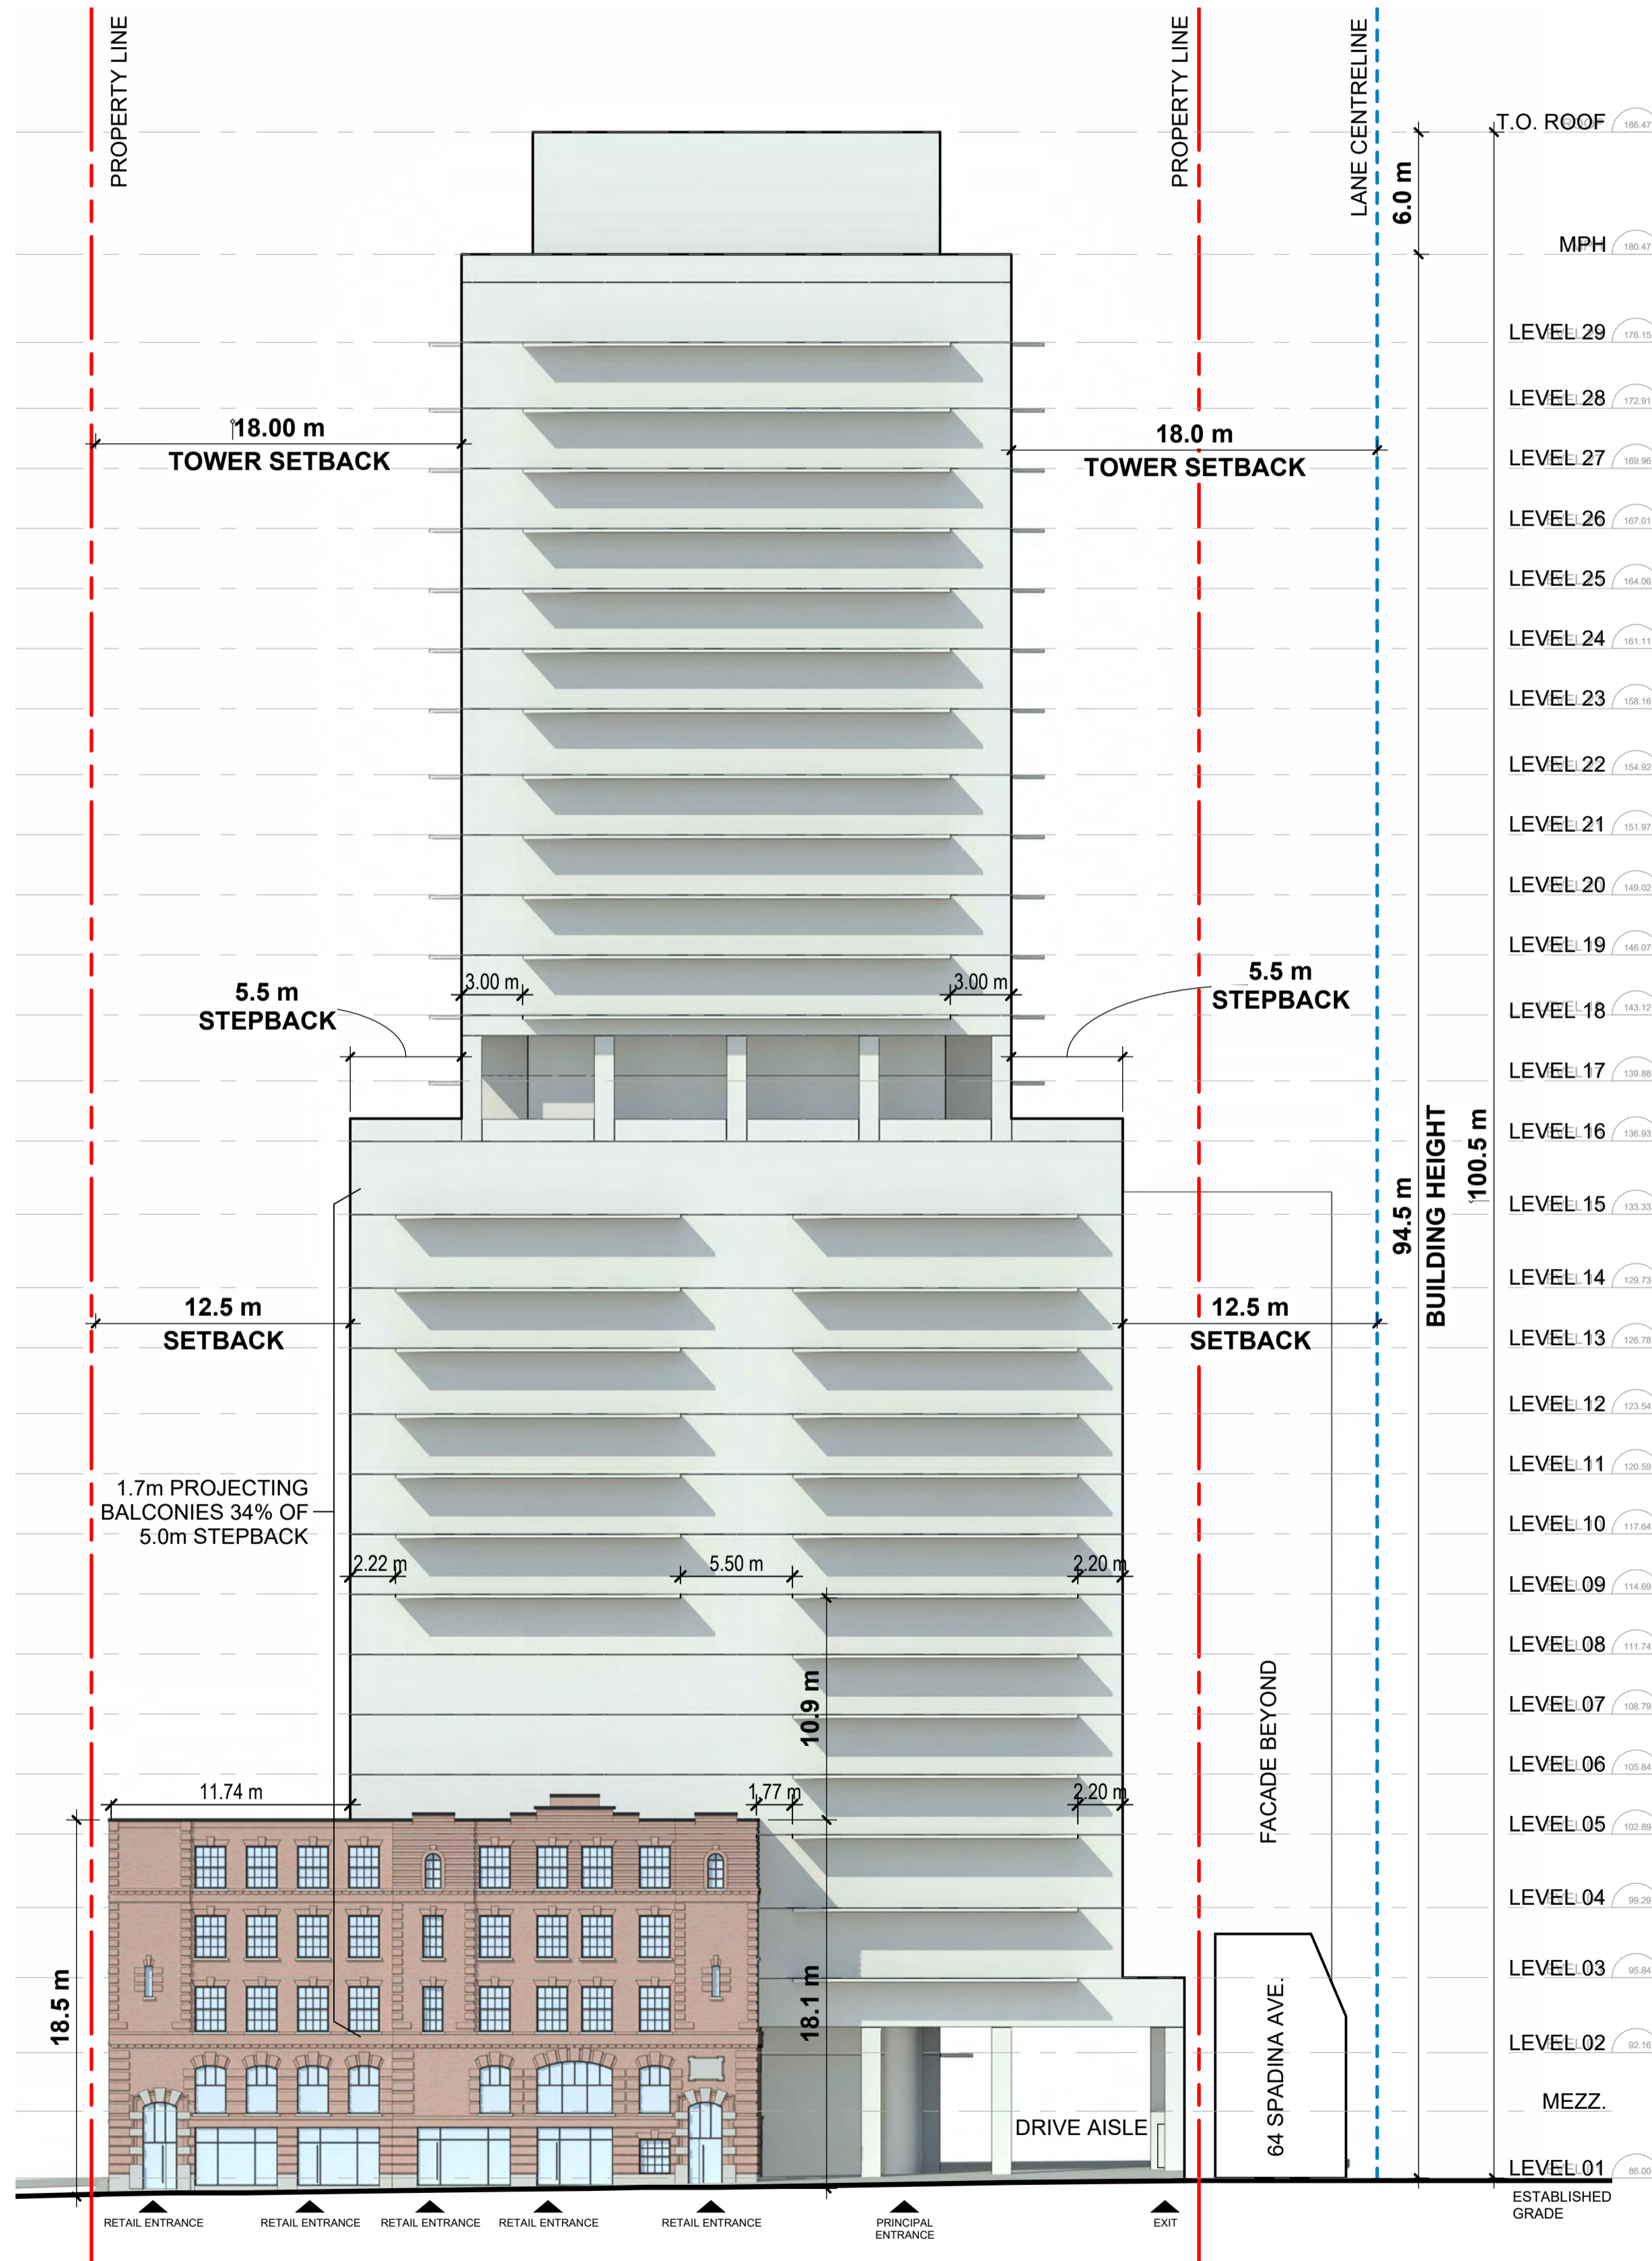 PROPERTY LINE
PROPERTY LINE
LANE CENTRELINE
T.O. ROOF 186.47
6.0 m
MPH 180.47
LEVEL 29 176.15
LEVEL 28 172.91
18.00 m
TOWER SETBACK
18.0 m
TOWER SETBACK
LEVEL 27 169.96
LEVEL 26 167.01
LEVEL 25 164.06
LEVEL 24 161.11
LEVEL 23 158.16
LEVEL 22 154.92
LEVEL 21 151.97
LEVEL 20 149.02
LEVEL 19 146.07
3.00 m
3.00 m
5.5 m
STEPBACK
5.5 m
STEPBACK
LEVEL 18 143.12
LEVEL 17 139.88
LEVEL 16 136.93
94.5 m
BUILDING HEIGHT
100.5 m
LEVEL 15 133.33
LEVEL 14 129.73
12.5 m
SETBACK
12.5 m
SETBACK
LEVEL 13 126.78
LEVEL 12 123.54
LEVEL 11 120.59
1.7m PROJECTING
BALCONIES 34% OF
5.0m STEPBACK
LEVEL 10 117.64
2.22 m
5.50 m
2.20 m
LEVEL 09 114.69
LEVEL 08 111.74
10.9 m
FACADE BEYOND
LEVEL 07 108.79
LEVEL 06 105.84
11.74 m
1.77 m
2.20 m
LEVEL 05 102.89
LEVEL 04 99.29
LEVEL 03 95.84
18.5 m
18.1 m
LEVEL 02 92.16
64 SPADINA AVE.
MEZZ.
DRIVE AISLE
LEVEL 01 86.00
ESTABLISHED
GRADE
RETAIL ENTRANCE
RETAIL ENTRANCE
RETAIL ENTRANCE
RETAIL ENTRANCE
RETAIL ENTRANCE
PRINCIPAL
ENTRANCE
EXIT